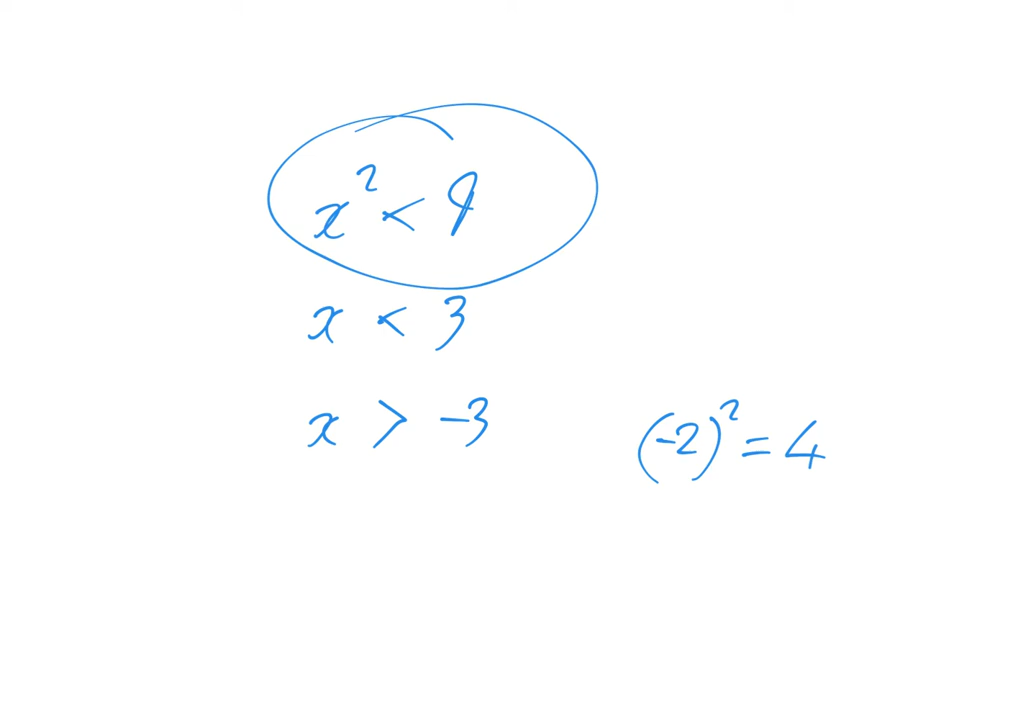 x² < 9
x < 3
x > -3
(-2)² = 4